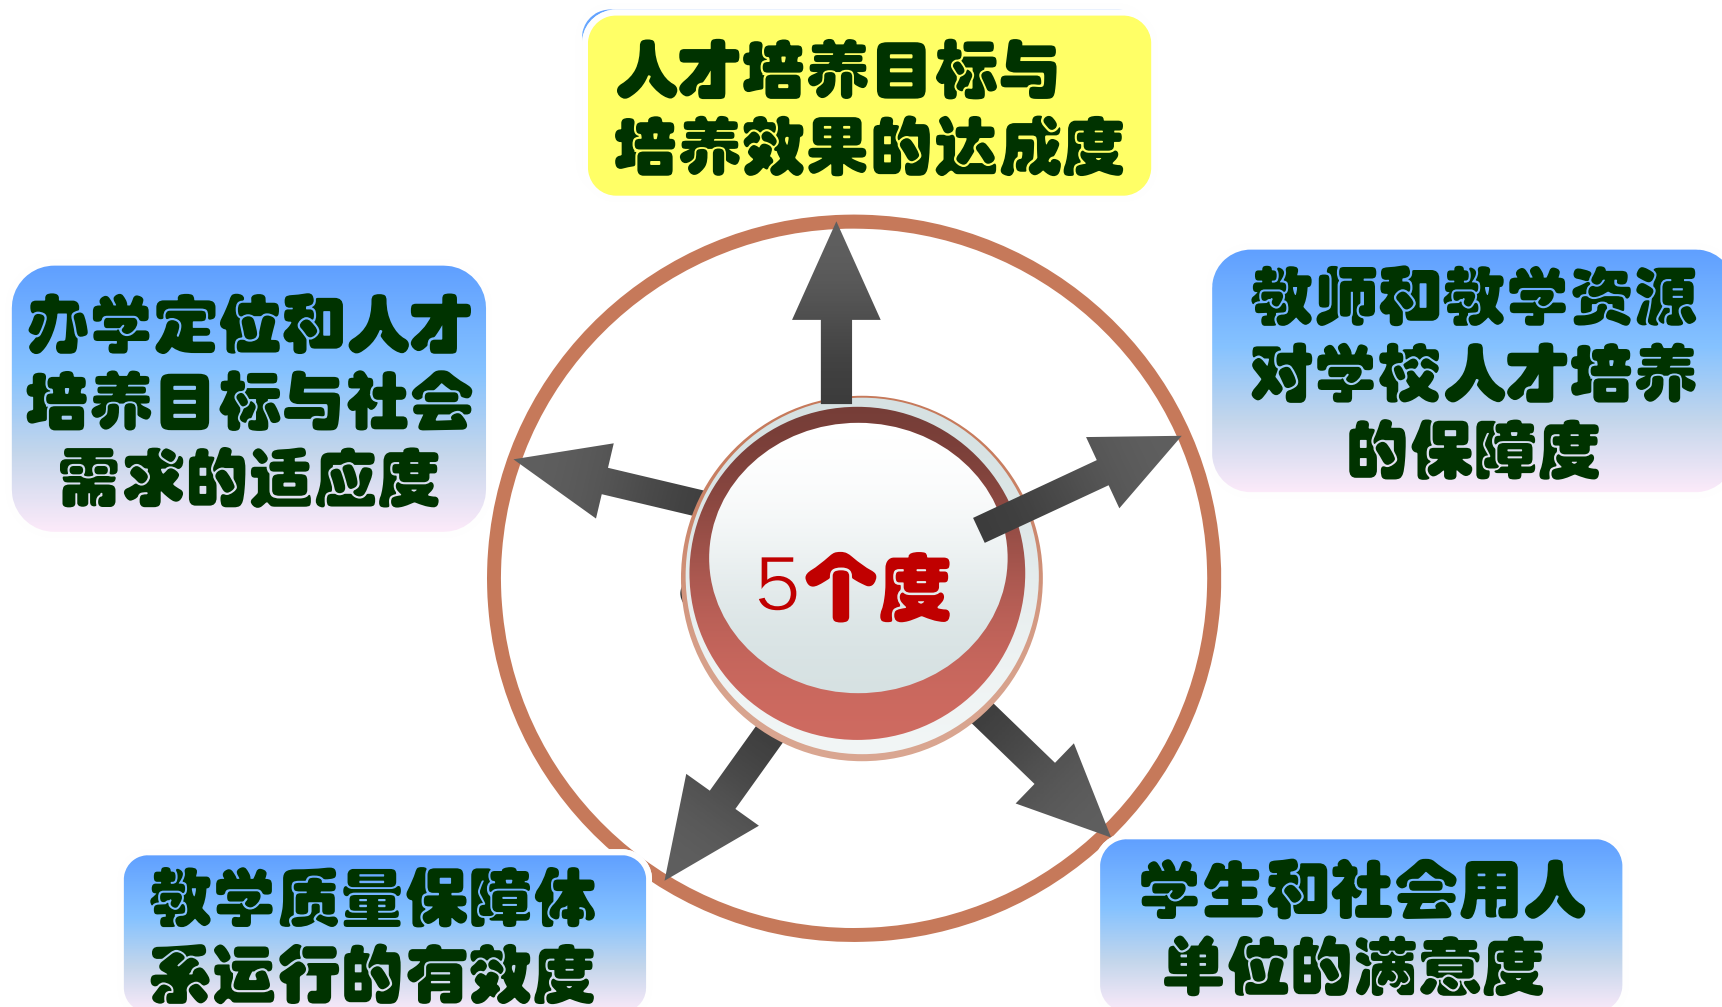 人才培养目标与
培养效果的达成度
办学定位和人才
培养目标与社会
需求的适应度
教师和教学资源
对学校人才培养
的保障度
5个度
教学质量保障体
系运行的有效度
学生和社会用人
单位的满意度